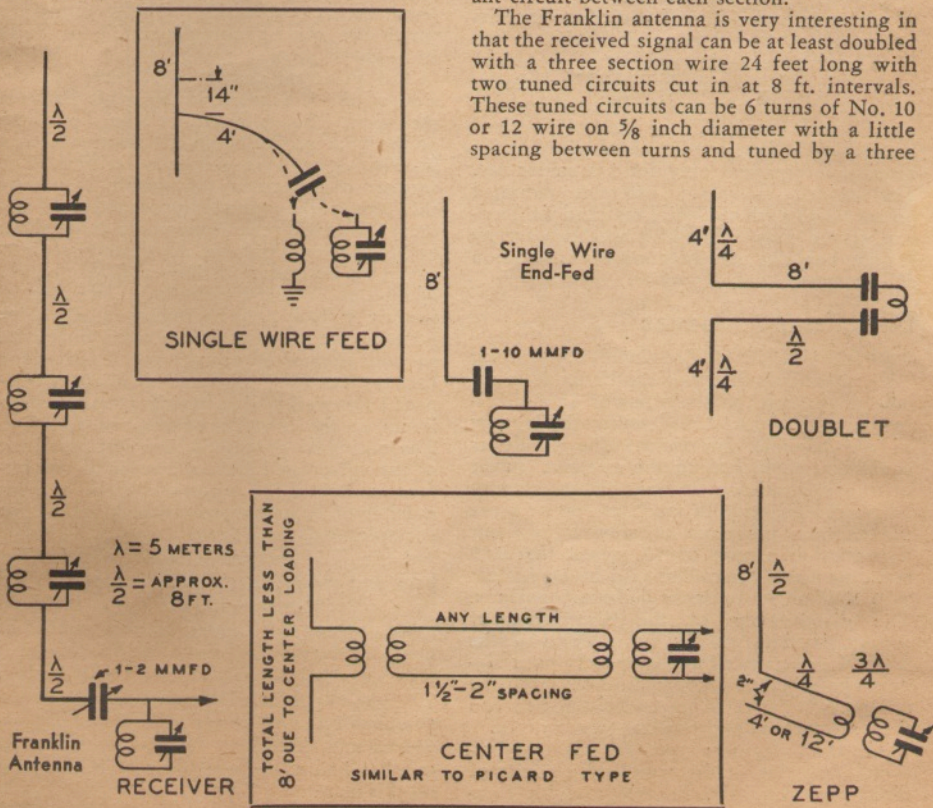 ant circuit between each section.
The Franklin antenna is very interesting in
that the received signal can be at least doubled
with a three section wire 24 feet long with
two tuned circuits cut in at 8 ft. intervals.
These tuned circuits can be 6 turns of No. 10
or 12 wire on 5/8 inch diameter with a little
spacing between turns and tuned by a three
λ/2
λ/2
λ/2
λ/2
λ = 5 METERS
λ/2 = APPROX.
8 FT.
1-2 MMFD
Franklin
Antenna
RECEIVER
8'
14"
4'
SINGLE WIRE FEED
8'
Single Wire
End-Fed
1-10 MMFD
4' λ/4
8'
λ/2
4' λ/4
DOUBLET
TOTAL LENGTH LESS THAN
8' DUE TO CENTER LOADING
ANY LENGTH
1½"-2" SPACING
CENTER FED
SIMILAR TO PICARD TYPE
8' λ/2
λ/4 3λ/4
2"
4' OR 12'
ZEPP